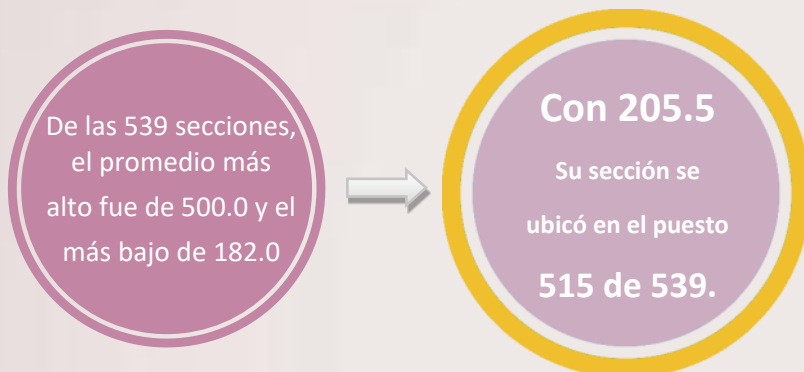 De las 539 secciones,
el promedio más
alto fue de 500.0 y el
más bajo de 182.0
Con 205.5
Su sección se
ubicó en el puesto
515 de 539.